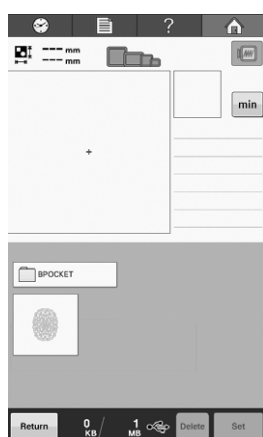 ?
--- mm
--- mm
min
BPOCKET
Return 0 KB / 1 MB Delete Set